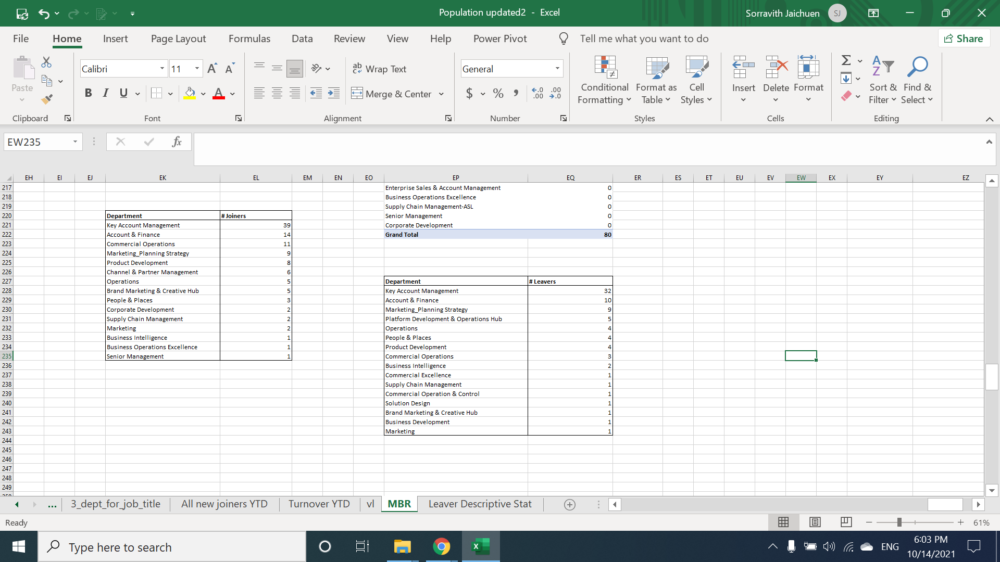 Population updated2 - Excel
Sorravith Jaichuen SJ
File Home Insert Page Layout Formulas Data Review View Help Power Pivot Tell me what you want to do Share
Paste
Clipboard
Calibri 11
B I U A
Font
ab Wrap Text
Merge & Center
Alignment
General
$ % 9
Number
Conditional Formatting
Format as Table
Cell Styles
Styles
Insert Delete Format
Cells
Sort & Filter
Find & Select
Editing
EW235 fx
EH EI EJ EK EL EM EN EO EP EQ ER ES ET EU EV EW EX EY EZ
217 Enterprise Sales & Account Management 0
218 Business Operations Excellence 0
219 Supply Chain Management-ASL 0
220 Department # Joiners Senior Management 0
221 Key Account Management 39 Corporate Development 0
222 Account & Finance 14 Grand Total 80
223 Commercial Operations 11
224 Marketing_Planning Strategy 9
225 Product Development 8
226 Channel & Partner Management 6
227 Operations 5 Department # Leavers
228 Brand Marketing & Creative Hub 5 Key Account Management 32
229 People & Places 3 Account & Finance 10
230 Corporate Development 2 Marketing_Planning Strategy 9
231 Supply Chain Management 2 Platform Development & Operations Hub 5
232 Marketing 2 Operations 4
233 Business Intelligence 1 People & Places 4
234 Business Operations Excellence 1 Product Development 4
235 Senior Management 1 Commercial Operations 3
236 Business Intelligence 2
237 Commercial Excellence 1
238 Supply Chain Management 1
239 Commercial Operation & Control 1
240 Solution Design 1
241 Brand Marketing & Creative Hub 1
242 Business Development 1
243 Marketing 1
244
245
246
247
248
249
... 3_dept_for_job_title All new joiners YTD Turnover YTD vl MBR Leaver Descriptive Stat
Ready 61%
Type here to search
ENG
6:03 PM
10/14/2021